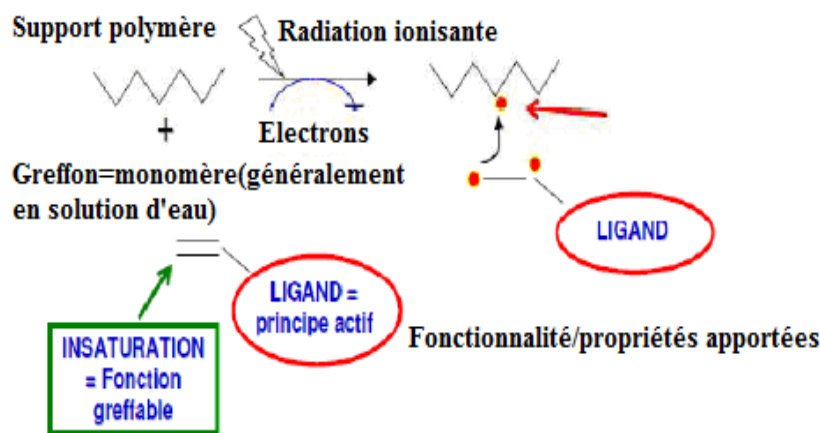 Support polymère
Radiation ionisante
+
Electrons
Greffon=monomère(généralement
en solution d'eau)
LIGAND
LIGAND =
principe actif
INSATURATION
= Fonction
greffable
Fonctionnalité/propriétés apportées